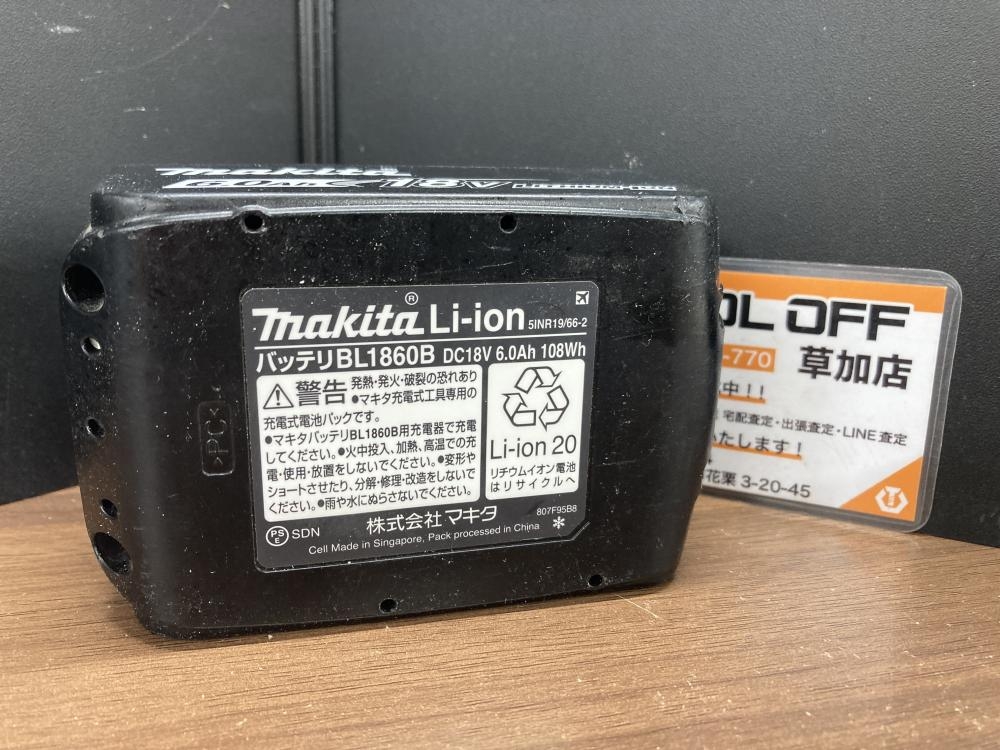 makita
6.0Ah 18V
makita® Li-ion 5INR19/66-2
バッテリBL1860B DC18V 6.0Ah 108Wh
警告 発熱・発火・破裂の恐れあり
●マキタ充電式工具専用の
充電式電池パックです。
●マキタバッテリBL1860B用充電器で充電
してください。●火中投入、加熱、高温での充
電・使用・放置をしないでください。●変形や
ショートさせたり、分解・修理・改造をしないで
ください。●雨や水にぬらさないでください。
Li-ion 20
リチウムイオン電池
はリサイクルへ
PS
E
SDN
株式会社マキタ
807F95B8
Cell Made in Singapore, Pack processed in China
>PC<
OL OFF
-770
草加店
中!!
宅配査定・出張査定・LINE査定
いたします!
花栗 3-20-45